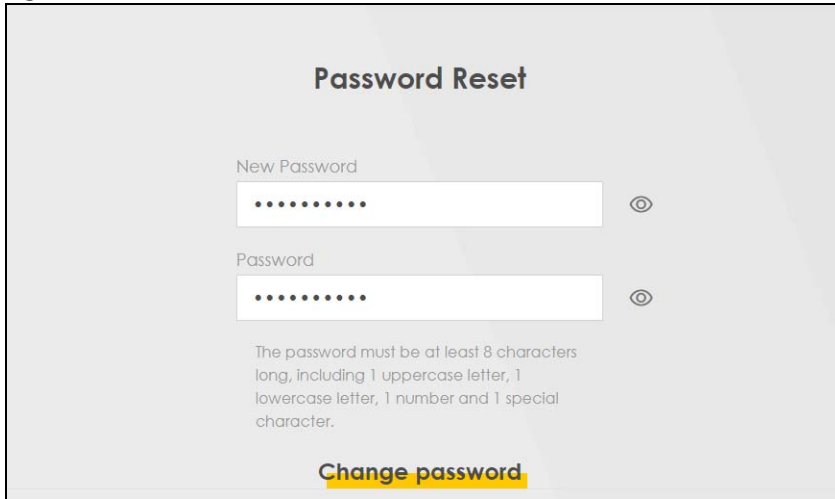 Password Reset
New Password
••••••••••
Password
••••••••••
The password must be at least 8 characters
long, including 1 uppercase letter, 1
lowercase letter, 1 number and 1 special
character.
Change password